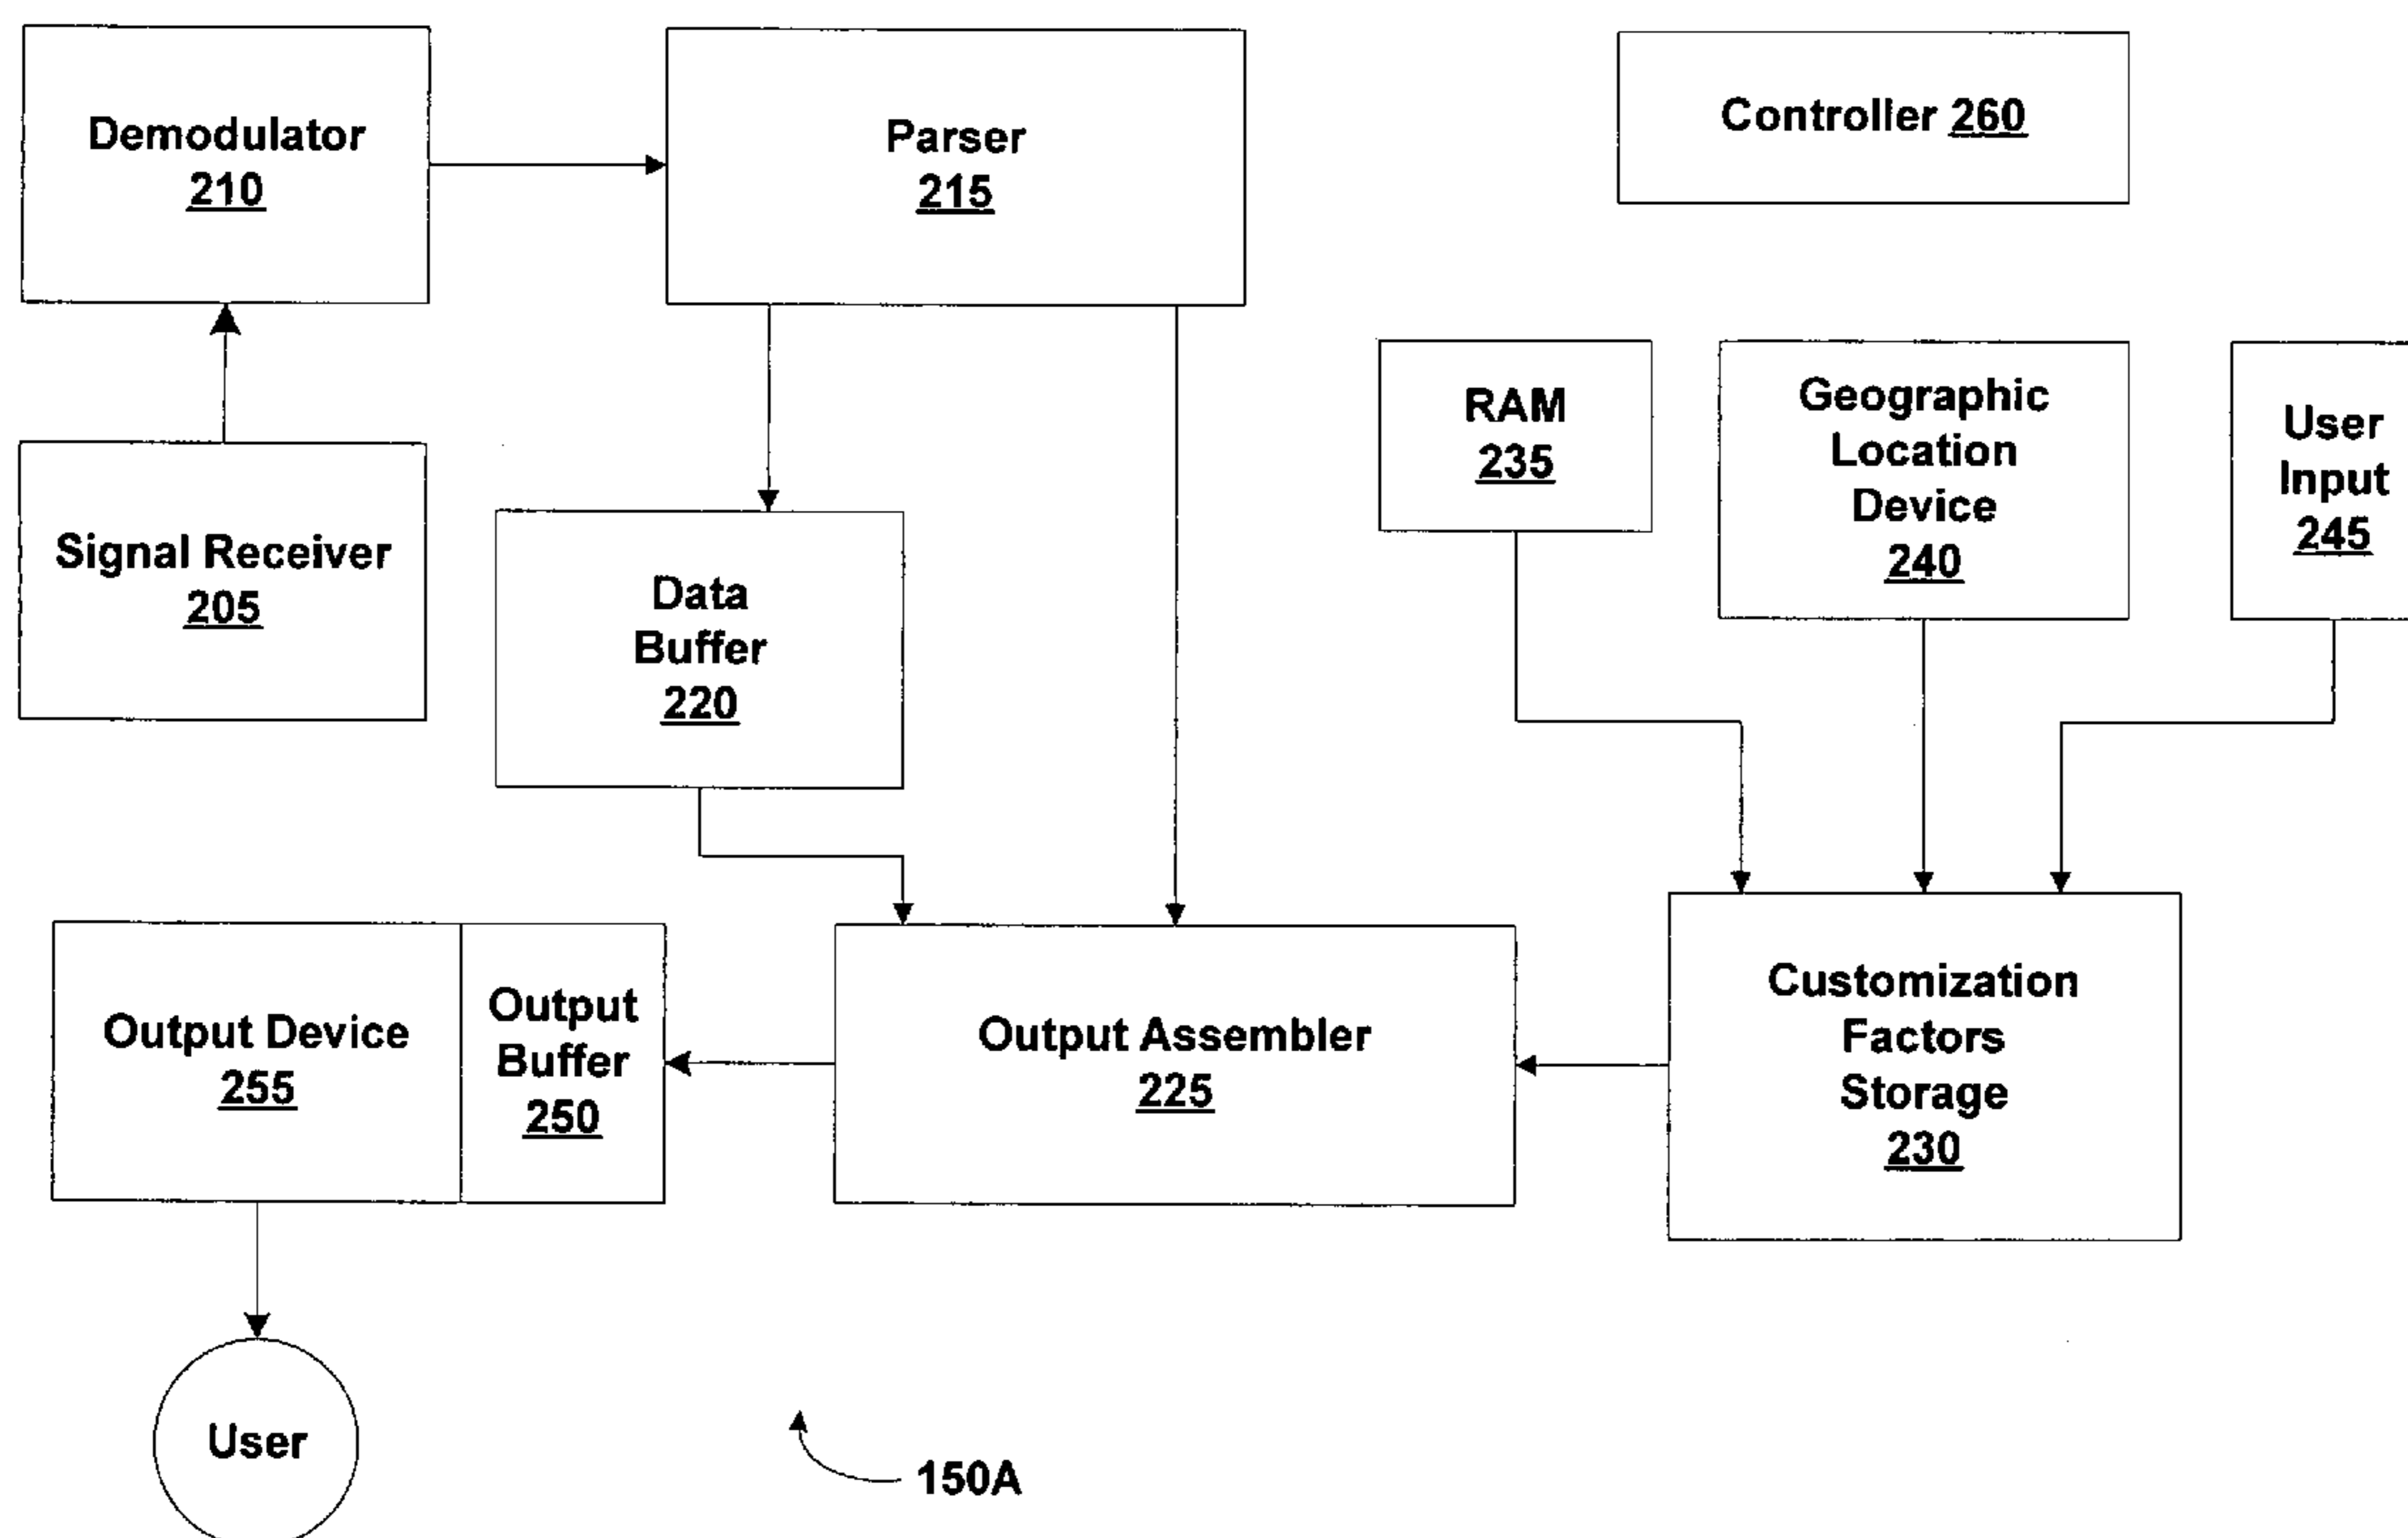 Demodulator
210
Parser
215
Controller 260
Signal Receiver
205
Data
Buffer
220
RAM
235
Geographic
Location
Device
240
User
Input
245
Output Device
255
Output
Buffer
250
Output Assembler
225
Customization
Factors
Storage
230
User
150A